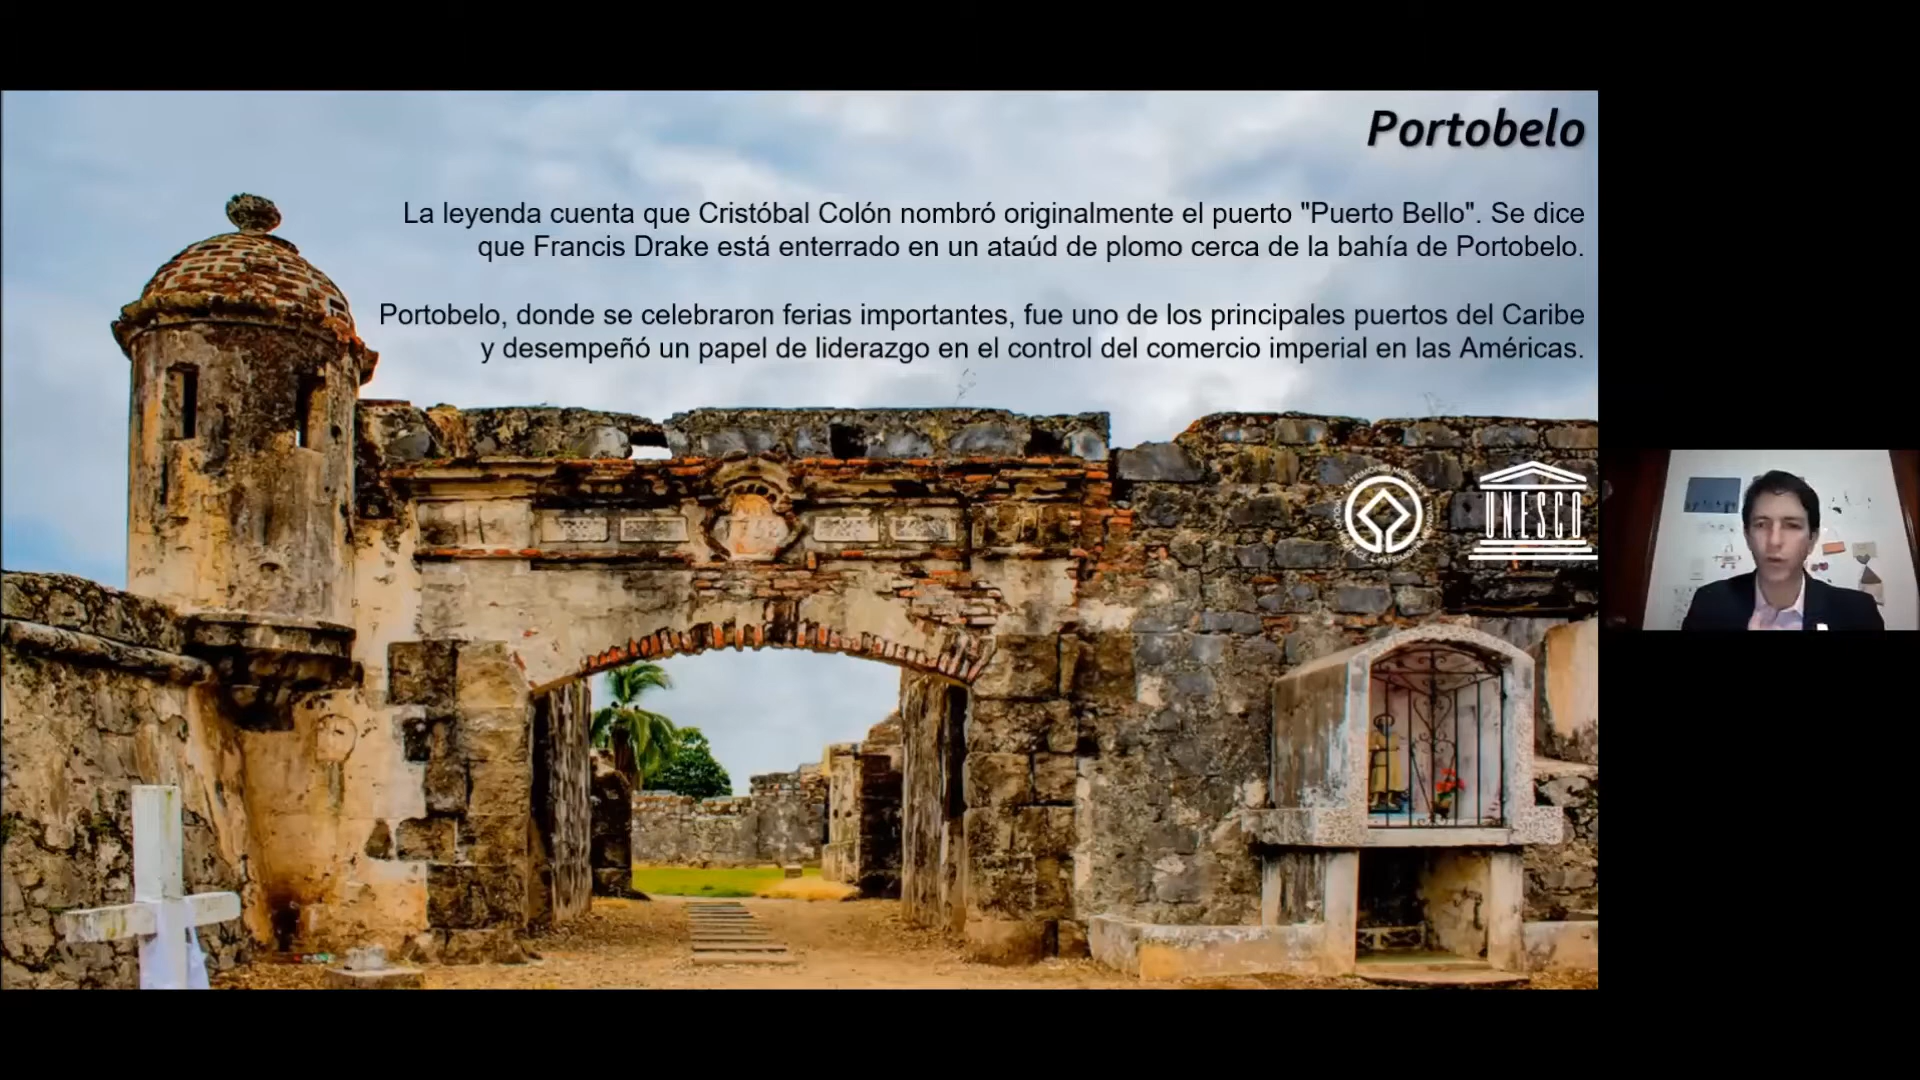 Portobelo
La leyenda cuenta que Cristóbal Colón nombró originalmente el puerto "Puerto Bello". Se dice
que Francis Drake está enterrado en un ataúd de plomo cerca de la bahía de Portobelo.
Portobelo, donde se celebraron ferias importantes, fue uno de los principales puertos del Caribe
y desempeñó un papel de liderazgo en el control del comercio imperial en las Américas.
UNESCO